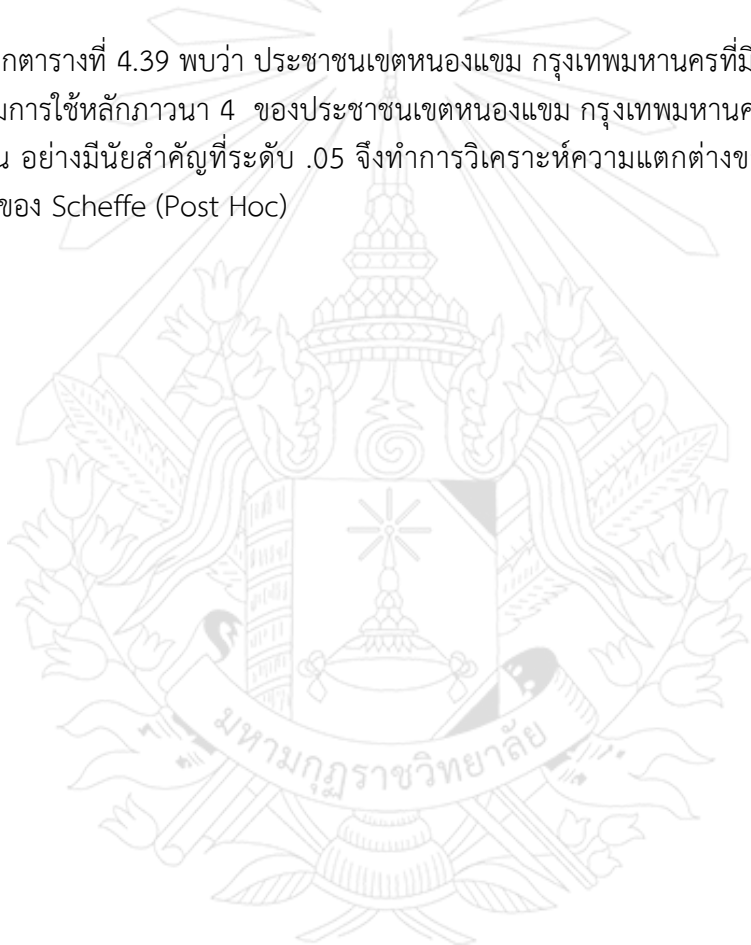 กตารางที่ 4.39 พบว่า ประชาชนเขตหนองแขม กรุงเทพมหานครที่มี
มการใช้หลักภาวนา 4 ของประชาชนเขตหนองแขม กรุงเทพมหานค
น อย่างมีนัยสำคัญที่ระดับ .05 จึงทำการวิเคราะห์ความแตกต่างข
ของ Scheffe (Post Hoc)
มหามกุฏราชวิทยาลัย